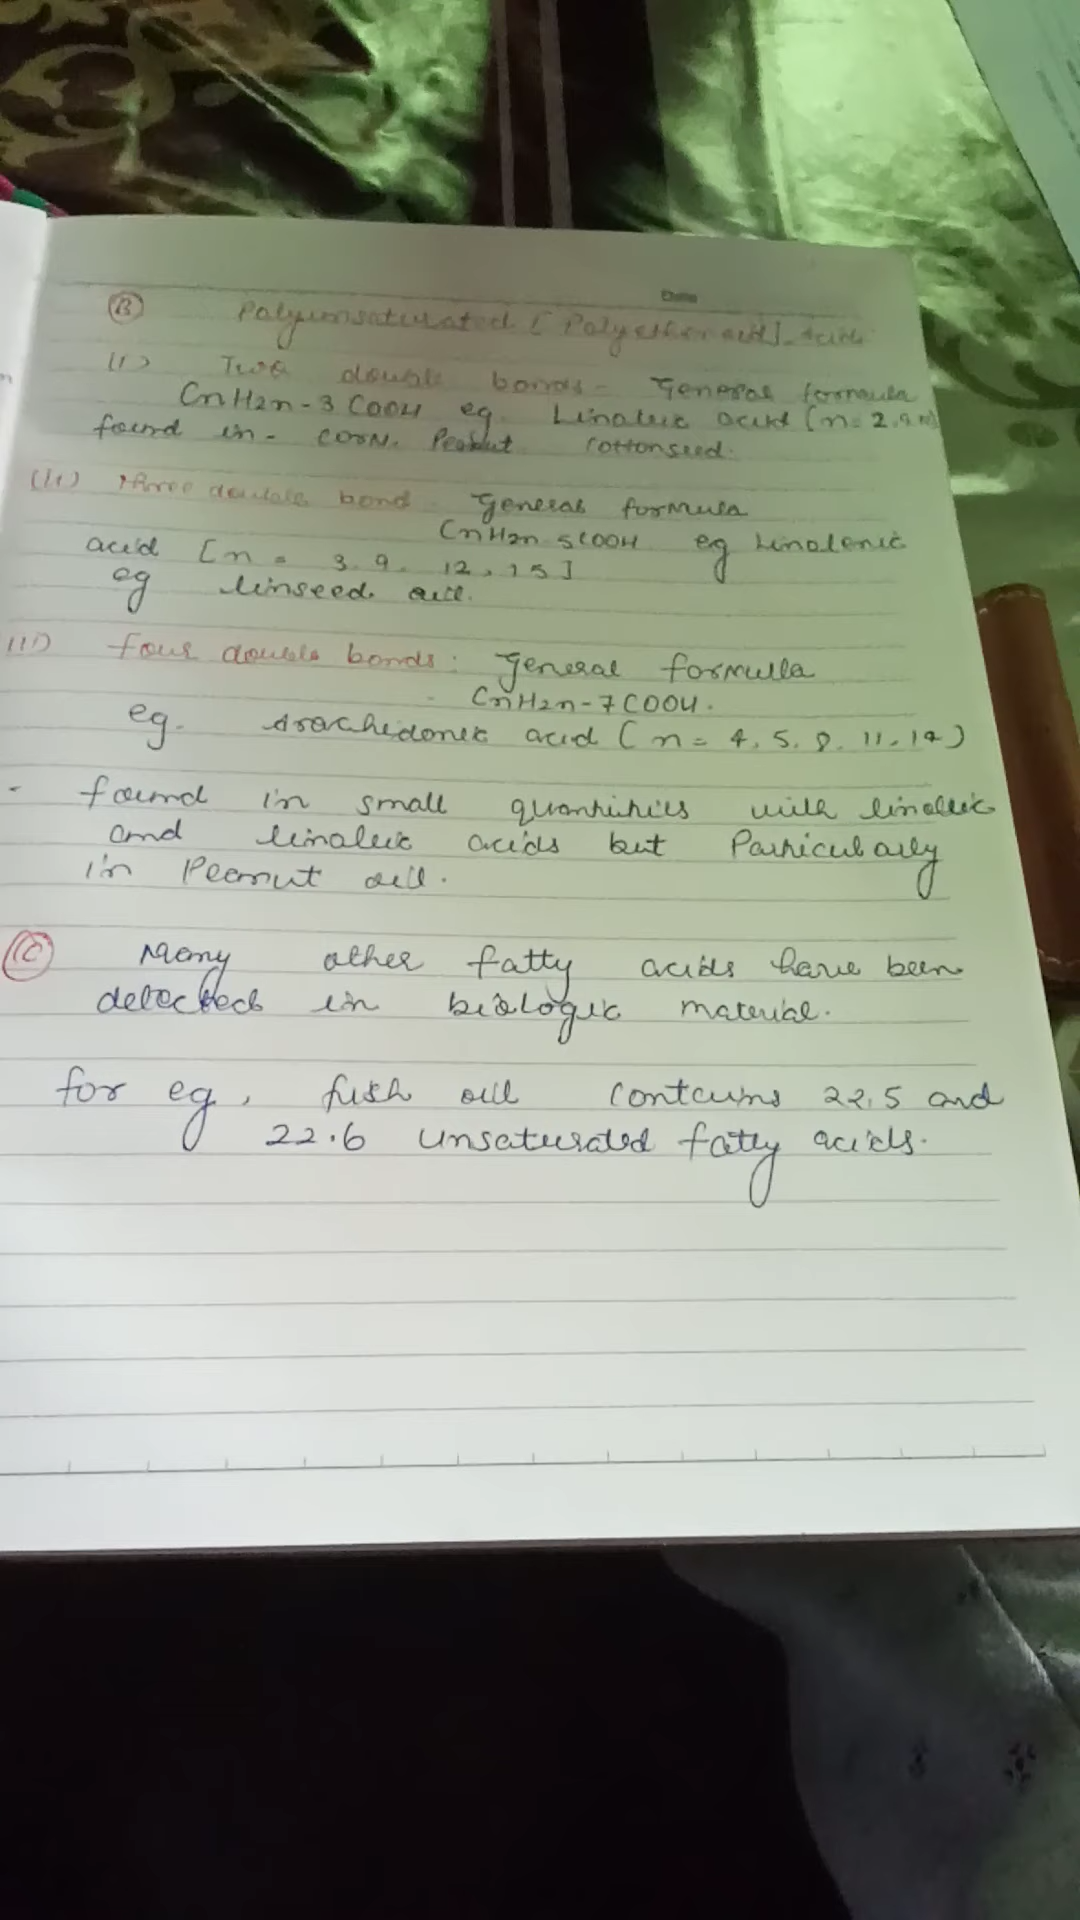 Date
(B) Polyunsaturated [Polyethenoid] Acids
(i) Two double bonds - General formula
CnH2n-3 COOH eg. Linoleic acid (n= 2,9
found in - corn, Peanut cottonseed.
(ii) three double bond General formula
CnH2n 5COOH eg Linolenic
acid [n = 3. 9. 12, 15]
eg linseed oil.
III) four double bonds: General formulla
- CnH2n-7COOH.
eg. Arachedonic acid (n= 4, 5. 8. 11, 14)
- found in small quantities with linoleic
and linoleic acids but Particularly
in Peanut oil.
(C) Many other fatty acids have been
detected in biologic material.
for eg, fish oil contains 22,5 and
22.6 unsaturated fatty acids.